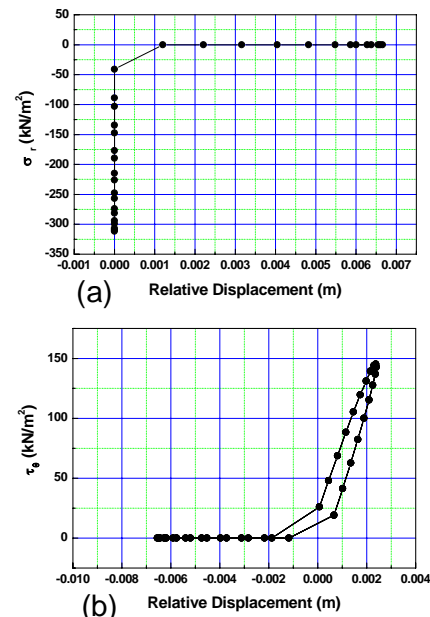 50
0
-50
-100
-150
-200
-250
-300
-350
σ r (kN/m²)
-0.001 0.000 0.001 0.002 0.003 0.004 0.005 0.006 0.007
(a) Relative Displacement (m)
150
100
50
0
τθ (kN/m²)
-0.010 -0.008 -0.006 -0.004 -0.002 0.000 0.002 0.004
(b) Relative Displacement (m)